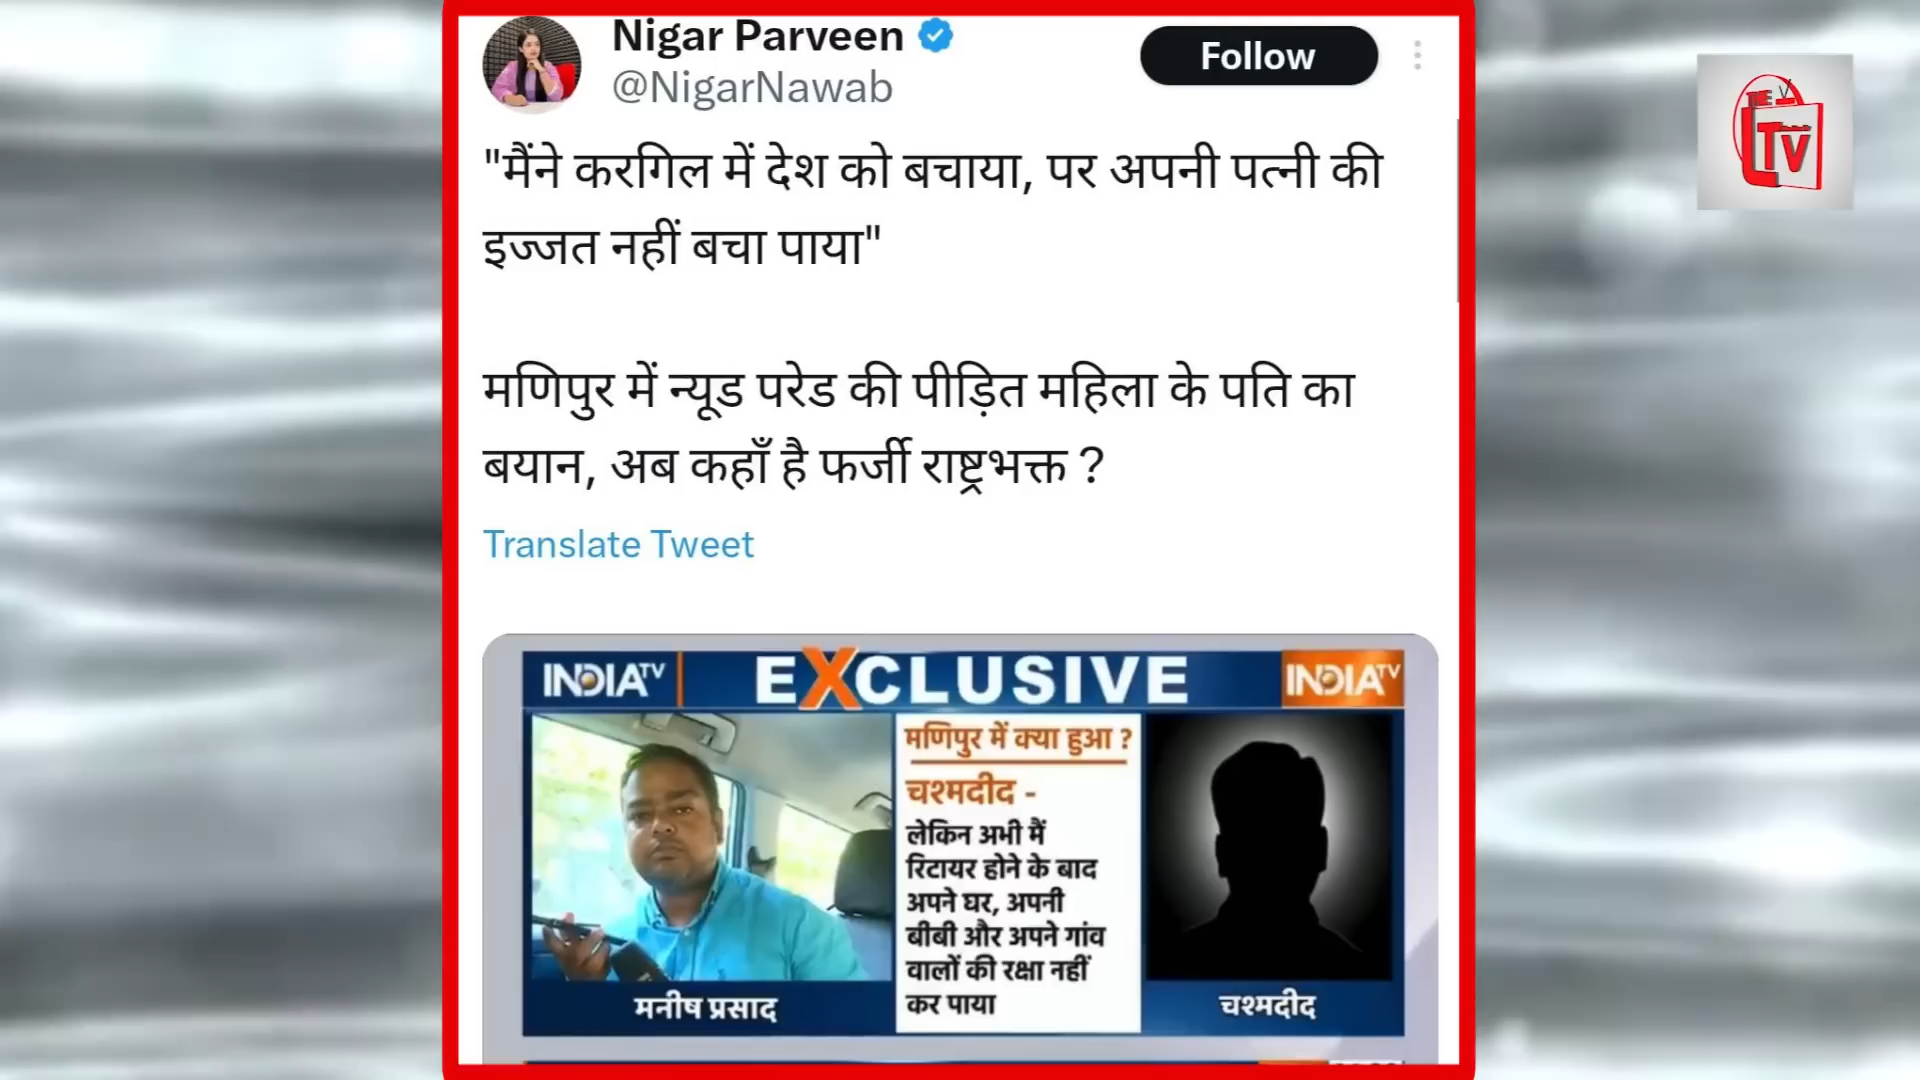 Nigar Parveen
@NigarNawab
Follow
THE
TV
"मैंने करगिल में देश को बचाया, पर अपनी पत्नी की
इज्जत नहीं बचा पाया"
मणिपुर में न्यूड परेड की पीड़ित महिला के पति का
बयान, अब कहाँ है फर्जी राष्ट्रभक्त ?
Translate Tweet
INDIA TV
EXCLUSIVE
INDIA TV
मणिपुर में क्या हुआ ?
चश्मदीद -
लेकिन अभी मैं
रिटायर होने के बाद
अपने घर, अपनी
बीबी और अपने गांव
वालों की रक्षा नहीं
कर पाया
मनीष प्रसाद
चश्मदीद